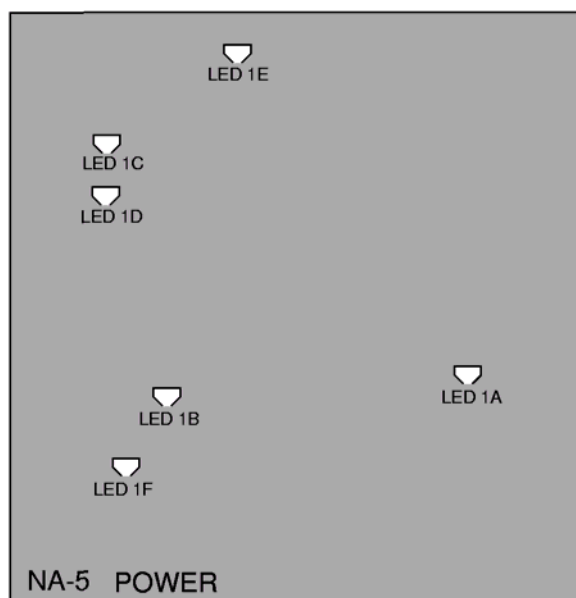 LED 1E
LED 1C
LED 1D
LED 1A
LED 1B
LED 1F
NA-5 POWER